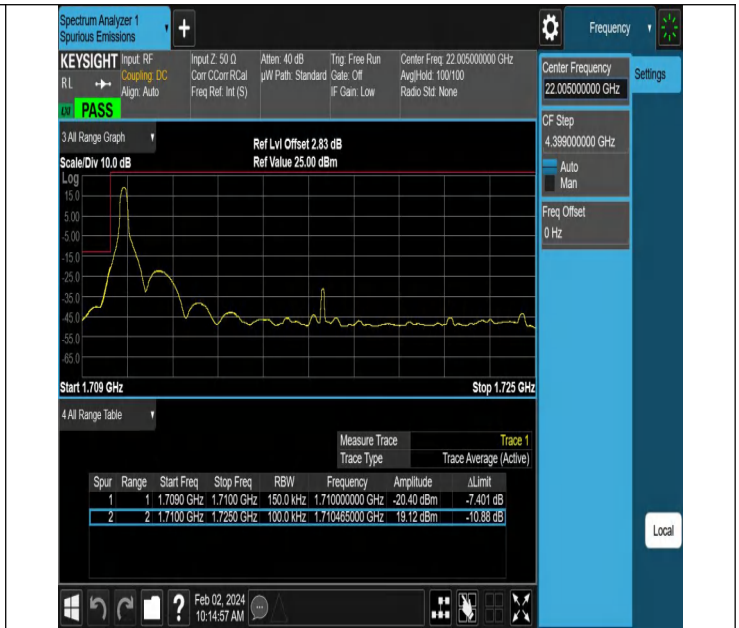 Spectrum Analyzer 1
Spurious Emissions
+
Frequency
KEYSIGHT
RL
Input: RF
Coupling: DC
Align: Auto
Input Z: 50 Ω
Corr CCorr RCal
Freq Ref: Int (S)
Atten: 40 dB
µW Path: Standard
Trig: Free Run
Gate: Off
IF Gain: Low
Center Freq: 22.005000000 GHz
Avg|Hold: 100/100
Radio Std: None
PASS
3 All Range Graph
Scale/Div 10.0 dB
Ref Lvl Offset 2.83 dB
Ref Value 25.00 dBm
Log
15.0
5.00
-5.00
-15.0
-25.0
-35.0
-45.0
-55.0
-65.0
Start 1.709 GHz
Stop 1.725 GHz
4 All Range Table
Measure Trace Trace 1
Trace Type Trace Average (Active)
Spur Range Start Freq Stop Freq RBW Frequency Amplitude ΔLimit
1 1 1.7090 GHz 1.7100 GHz 150.0 kHz 1.710000000 GHz -20.40 dBm -7.401 dB
2 2 1.7100 GHz 1.7250 GHz 100.0 kHz 1.710465000 GHz 19.12 dBm -10.88 dB
Center Frequency
22.005000000 GHz
Settings
CF Step
4.399000000 GHz
Auto
Man
Freq Offset
0 Hz
Local
?
Feb 02, 2024
10:14:57 AM